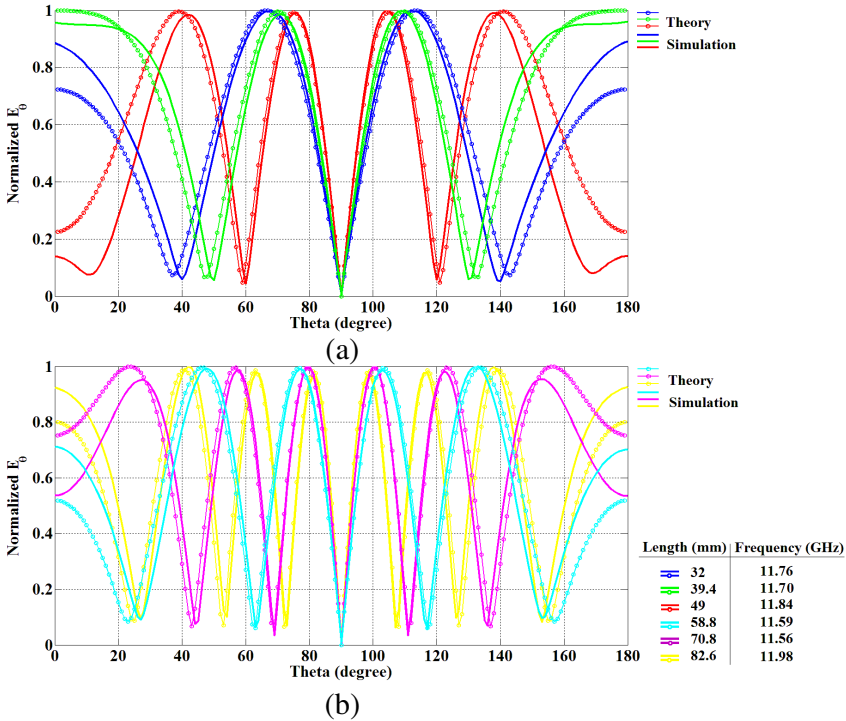 1
0.8
0.6
0.4
0.2
0
Normalized E_θ
0 20 40 60 80 100 120 140 160 180
Theta (degree)
Theory
Simulation
(a)
1
0.8
0.6
0.4
0.2
0
Normalized E_θ
0 20 40 60 80 100 120 140 160 180
Theta (degree)
Theory
Simulation
(b)
Length (mm) Frequency (GHz)
32 11.76
39.4 11.70
49 11.84
58.8 11.59
70.8 11.56
82.6 11.98